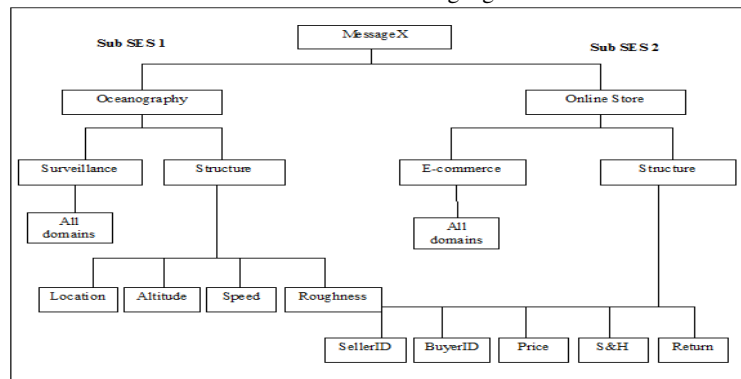 MessageX
Sub SES 1
Sub SES 2
Oceanography
Online Store
Surveillance
Structure
E-commerce
Structure
All
domains
All
domains
Location
Altitude
Speed
Roughness
SellerID
BuyerID
Price
S&H
Return